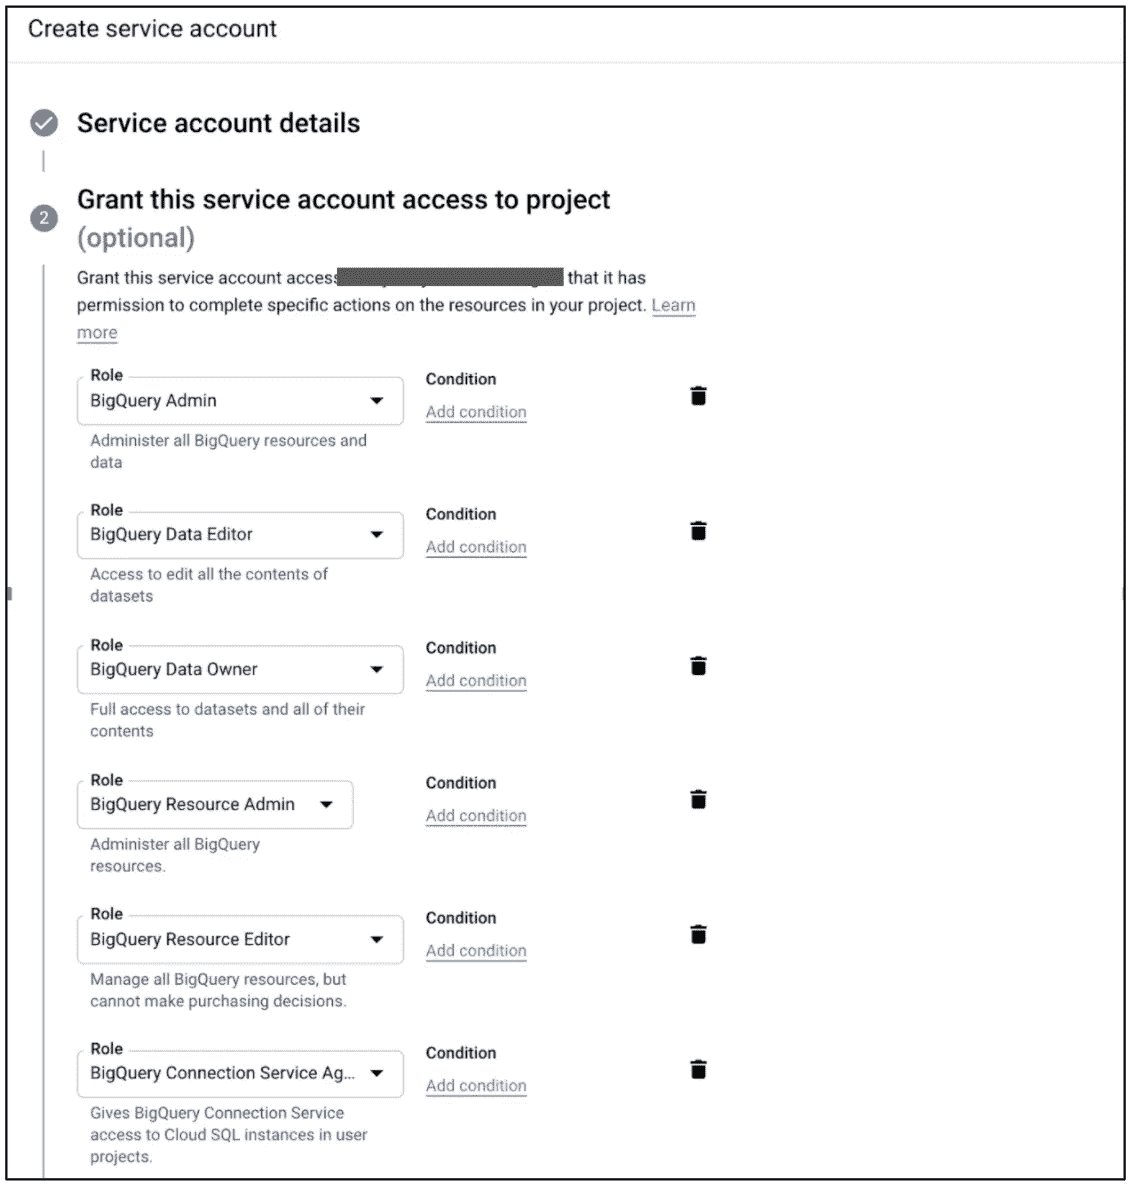 Create service account
Service account details
2
Grant this service account access to project
(optional)
Grant this service account access that it has
permission to complete specific actions on the resources in your project. Learn
more
Role
BigQuery Admin
Condition
Add condition
Administer all BigQuery resources and
data
Role
BigQuery Data Editor
Condition
Add condition
Access to edit all the contents of
datasets
Role
BigQuery Data Owner
Condition
Add condition
Full access to datasets and all of their
contents
Role
BigQuery Resource Admin
Condition
Add condition
Administer all BigQuery
resources.
Role
BigQuery Resource Editor
Condition
Add condition
Manage all BigQuery resources, but
cannot make purchasing decisions.
Role
BigQuery Connection Service Ag...
Condition
Add condition
Gives BigQuery Connection Service
access to Cloud SQL instances in user
projects.